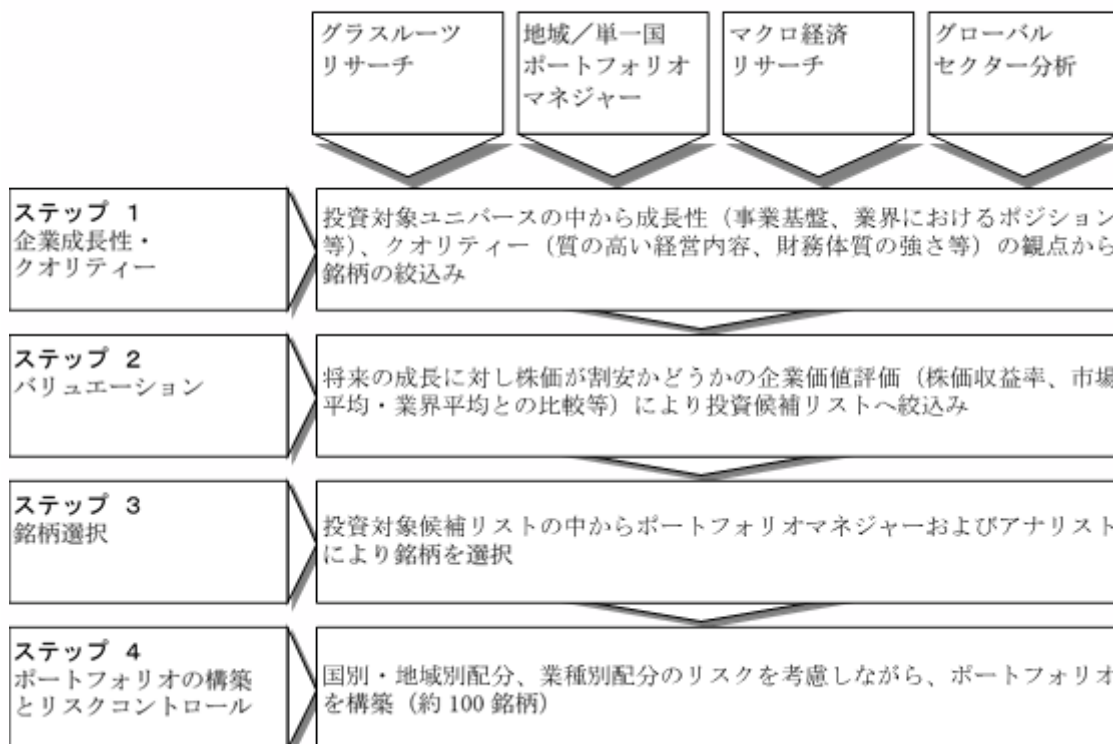 グラスルーツ
リサーチ
地域／単一国
ポートフォリオ
マネジャー
マクロ経済
リサーチ
グローバル
セクター分析
ステップ 1
企業成長性・
クオリティー
投資対象ユニバースの中から成長性（事業基盤、業界におけるポジション
等）、クオリティー（質の高い経営内容、財務体質の強さ等）の観点から
銘柄の絞込み
ステップ 2
バリュエーション
将来の成長に対し株価が割安かどうかの企業価値評価（株価収益率、市場
平均・業界平均との比較等）により投資候補リストへ絞込み
ステップ 3
銘柄選択
投資対象候補リストの中からポートフォリオマネジャーおよびアナリスト
により銘柄を選択
ステップ 4
ポートフォリオの構築
とリスクコントロール
国別・地域別配分、業種別配分のリスクを考慮しながら、ポートフォリオ
を構築（約 100 銘柄）